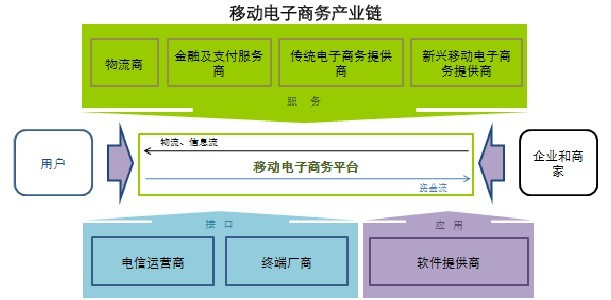 移动电子商务产业链
物流商
金融及支付服务
商
传统电子商务提供
商
新兴移动电子商
务提供商
服 务
用户
物流、信息流
移动电子商务平台
资金流
企业和商
家
接 口
应 用
电信运营商
终端厂商
软件提供商